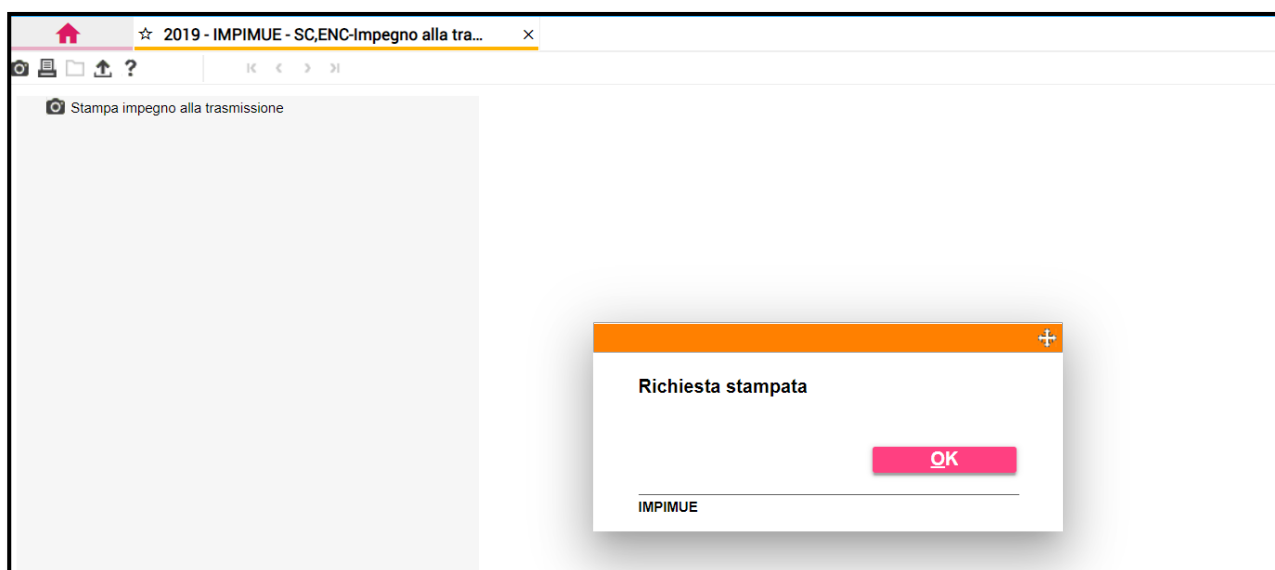 2019 - IMPIMUE - SC,ENC-Impegno alla tra...
?
Stampa impegno alla trasmissione
Richiesta stampata
OK
IMPIMUE